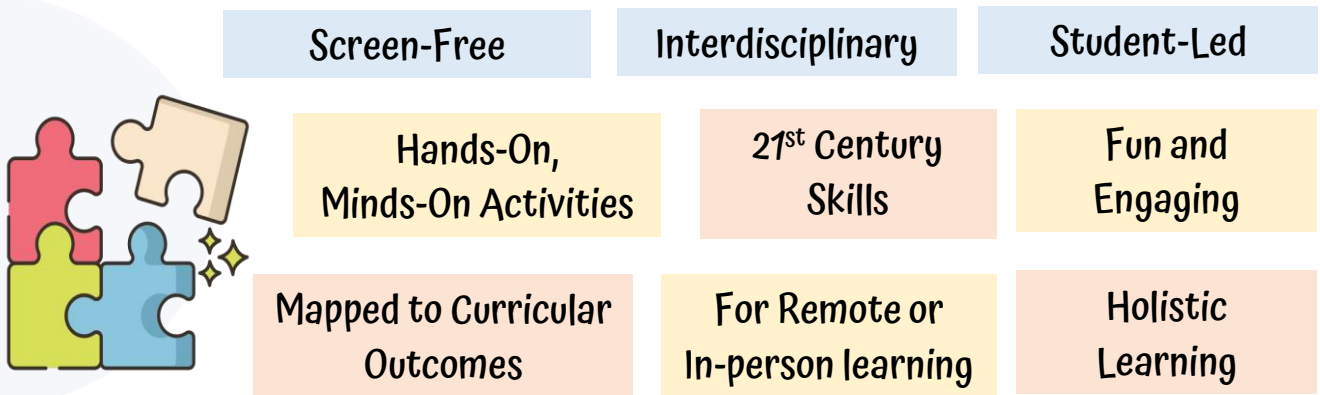 Screen-Free
Interdisciplinary
Student-Led
Hands-On,
Minds-On Activities
21st Century
Skills
Fun and
Engaging
Mapped to Curricular
Outcomes
For Remote or
In-person learning
Holistic
Learning